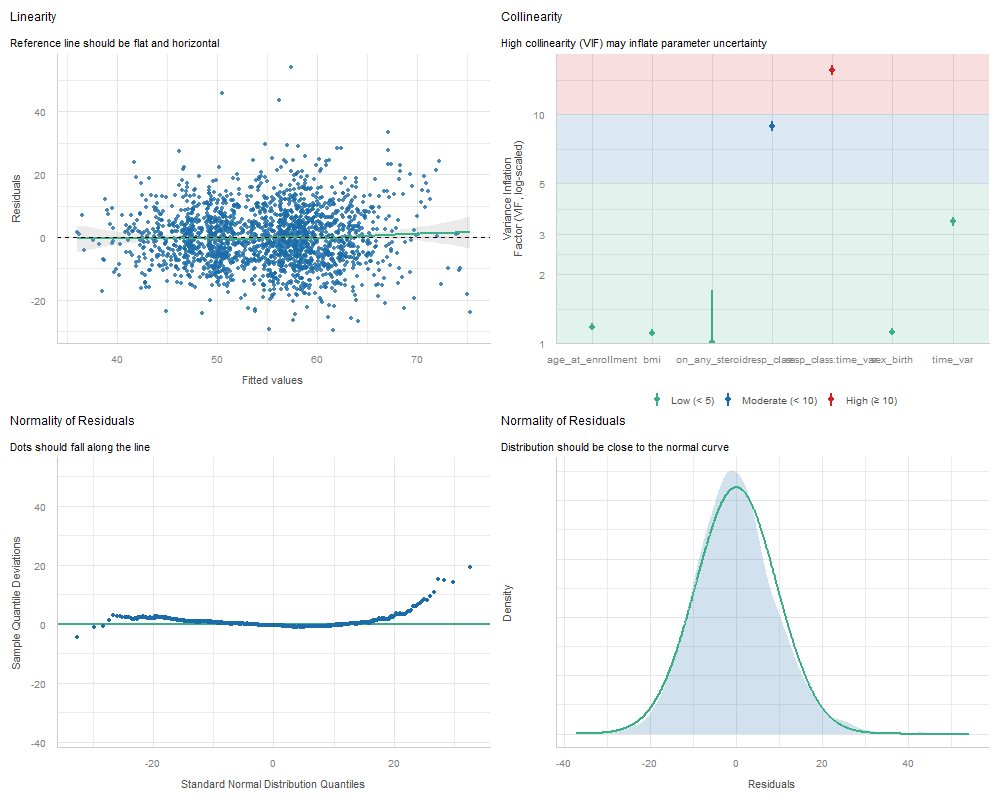 Linearity
Reference line should be flat and horizontal
Residuals
40
20
0
-20
40
50
60
70
Fitted values
Collinearity
High collinearity (VIF) may inflate parameter uncertainty
Variance Inflation
Factor (VIF, log-scaled)
10
5
3
2
1
age_at_enrollment
bmi
on_any_steroid
time_var
Low (< 5)
Moderate (< 10)
High (≥ 10)
Normality of Residuals
Dots should fall along the line
Sample Quantile Deviations
40
20
0
-20
-40
-20
0
20
Standard Normal Distribution Quantiles
Normality of Residuals
Distribution should be close to the normal curve
Density
-40
-20
0
20
40
Residuals